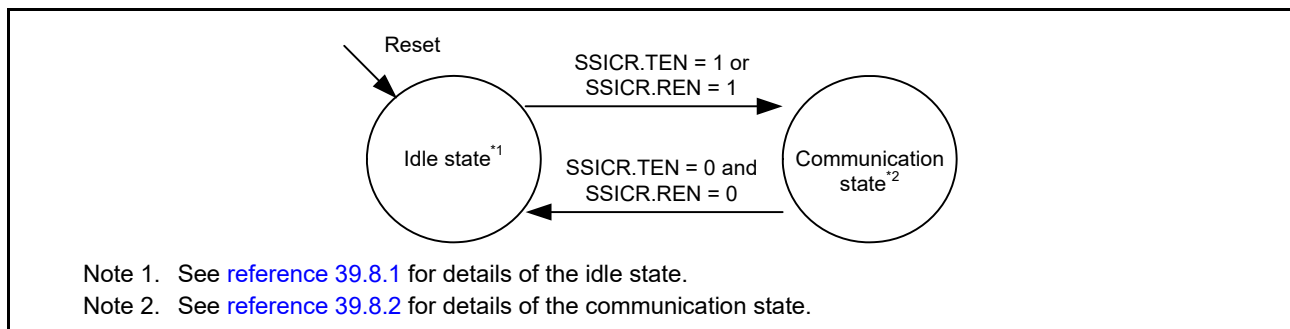 Reset
SSICR.TEN = 1 or
SSICR.REN = 1
Idle state*1
Communication
state*2
SSICR.TEN = 0 and
SSICR.REN = 0
Note 1. See reference 39.8.1 for details of the idle state.
Note 2. See reference 39.8.2 for details of the communication state.